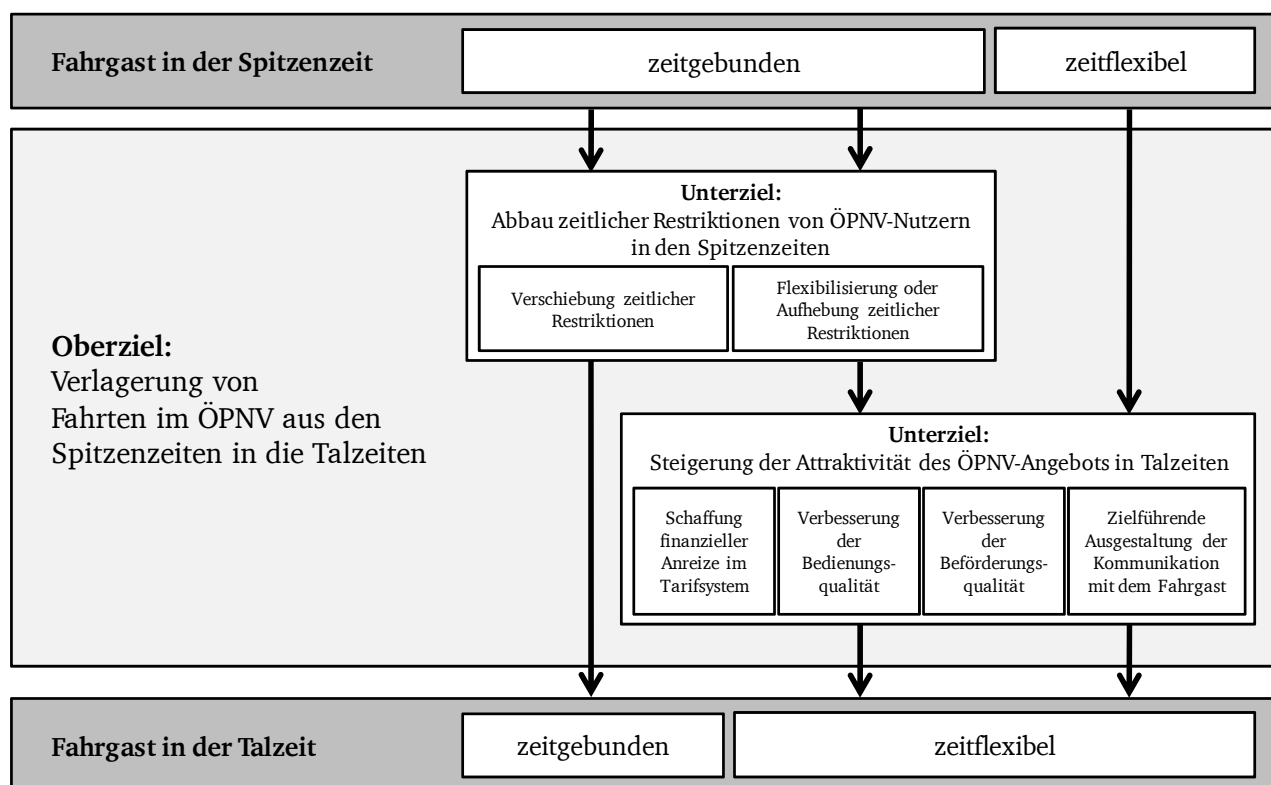 Fahrgast in der Spitzenzeit
zeitgebunden
zeitflexibel
Unterziel:
Abbau zeitlicher Restriktionen von ÖPNV-Nutzern
in den Spitzenzeiten
Verschiebung zeitlicher
Restriktionen
Flexibilisierung oder
Aufhebung zeitlicher
Restriktionen
Oberziel:
Verlagerung von
Fahrten im ÖPNV aus den
Spitzenzeiten in die Talzeiten
Unterziel:
Steigerung der Attraktivität des ÖPNV-Angebots in Talzeiten
Schaffung
finanzieller
Anreize im
Tarifsystem
Verbesserung
der
Bedienungs-
qualität
Verbesserung
der
Beförderungs-
qualität
Zielführende
Ausgestaltung der
Kommunikation
mit dem Fahrgast
Fahrgast in der Talzeit
zeitgebunden
zeitflexibel